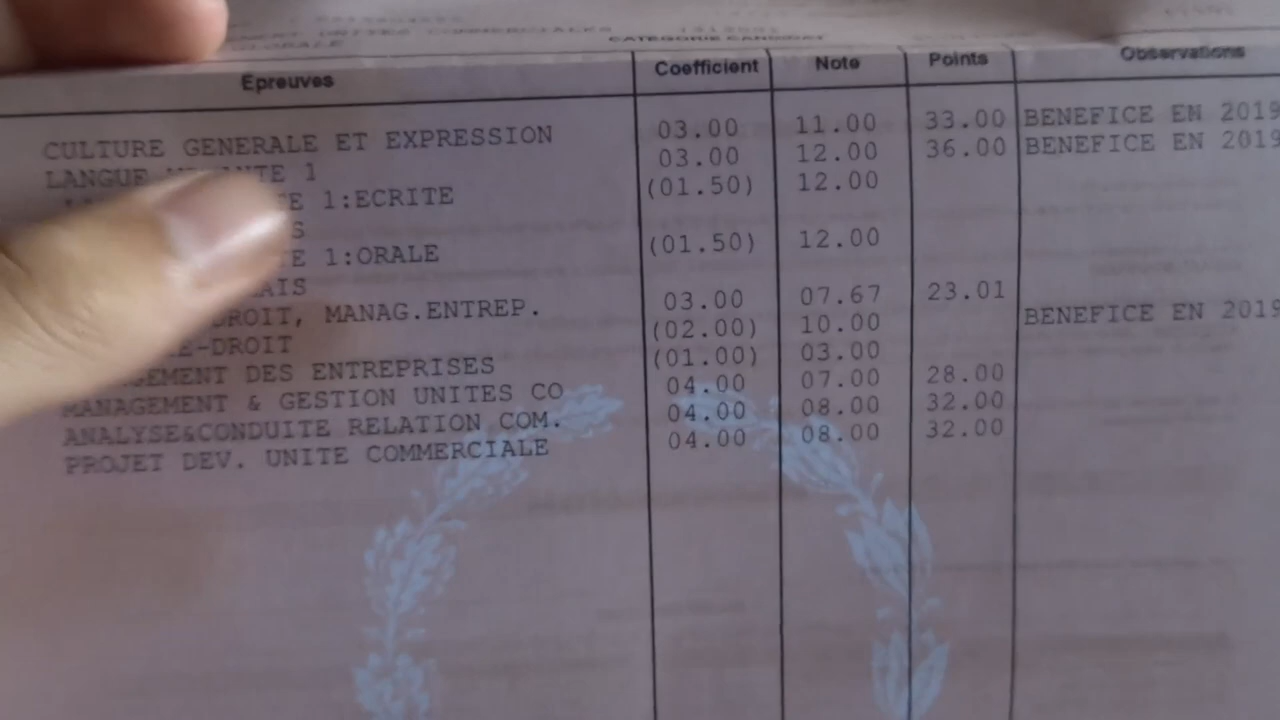 CATEGORIE CANDIDAT
Epreuves Coefficient Note Points Observations
CULTURE GENERALE ET EXPRESSION 03.00 11.00 33.00 BENEFICE EN 2019
LANGUE 1 03.00 12.00 36.00 BENEFICE EN 2019
1:ECRITE (01.50) 12.00
1:ORALE (01.50) 12.00
DROIT, MANAG.ENTREP. 03.00 07.67 23.01
E-DROIT (02.00) 10.00 BENEFICE EN 2019
GEMENT DES ENTREPRISES (01.00) 03.00
MANAGEMENT & GESTION UNITES CO 04.00 07.00 28.00
ANALYSE&CONDUITE RELATION COM. 04.00 08.00 32.00
PROJET DEV. UNITE COMMERCIALE 04.00 08.00 32.00